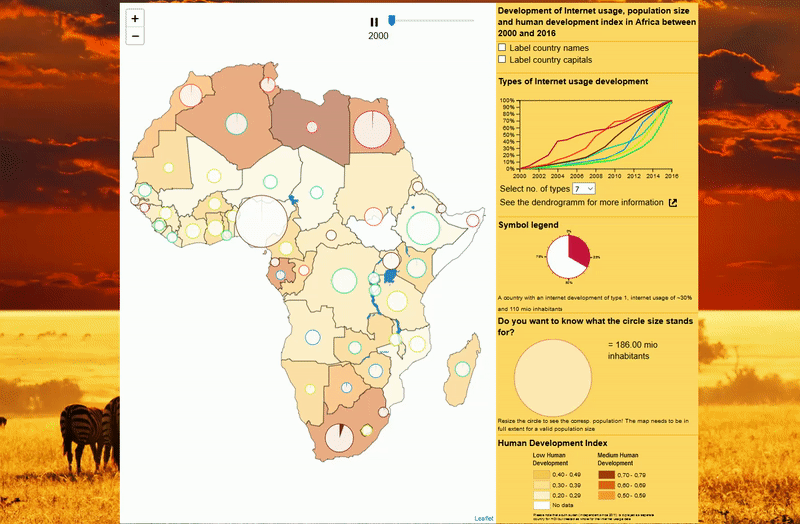 +
−
2000
Leaflet
Development of Internet usage, population size
and human development index in Africa between
2000 and 2016
Label country names
Label country capitals
Types of Internet usage development
100%
90%
80%
70%
60%
50%
40%
30%
20%
10%
0%
2000 2002 2004 2006 2008 2010 2012 2014 2016
Select no. of types 7
See the dendrogramm for more information
Symbol legend
A country with an internet development of type 1, internet usage of ~30%
and 110 mio inhabitants
Do you want to know what the circle size stands
for?
= 186.00 mio
inhabitants
Resize the circle to see the corresp. population! The map needs to be in
full extent for a valid population size
Human Development Index
Low Human
Development
Medium Human
Development
0,40 - 0,49
0,70 - 0,79
0,30 - 0,39
0,60 - 0,69
0,20 - 0,29
0,50 - 0,59
No data